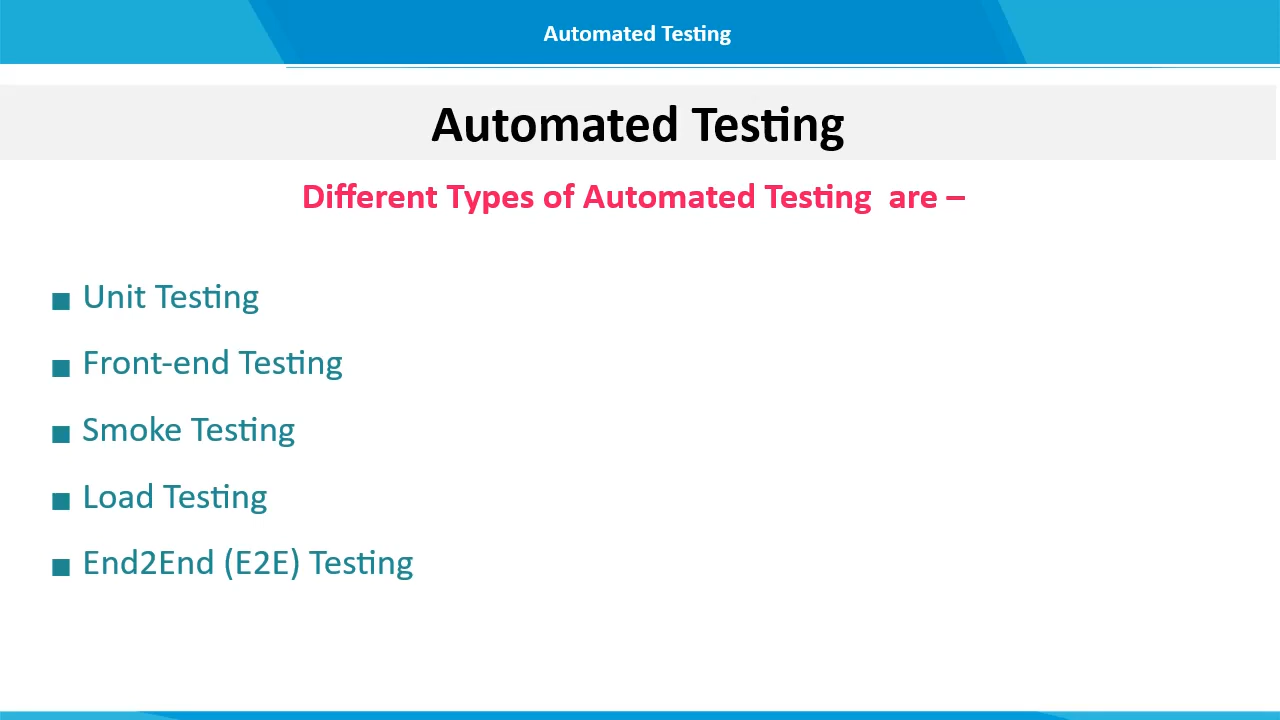 Automated Testing
Automated Testing
Different Types of Automated Testing  are –
■ Unit Testing
■ Front-end Testing
■ Smoke Testing
■ Load Testing
■ End2End (E2E) Testing